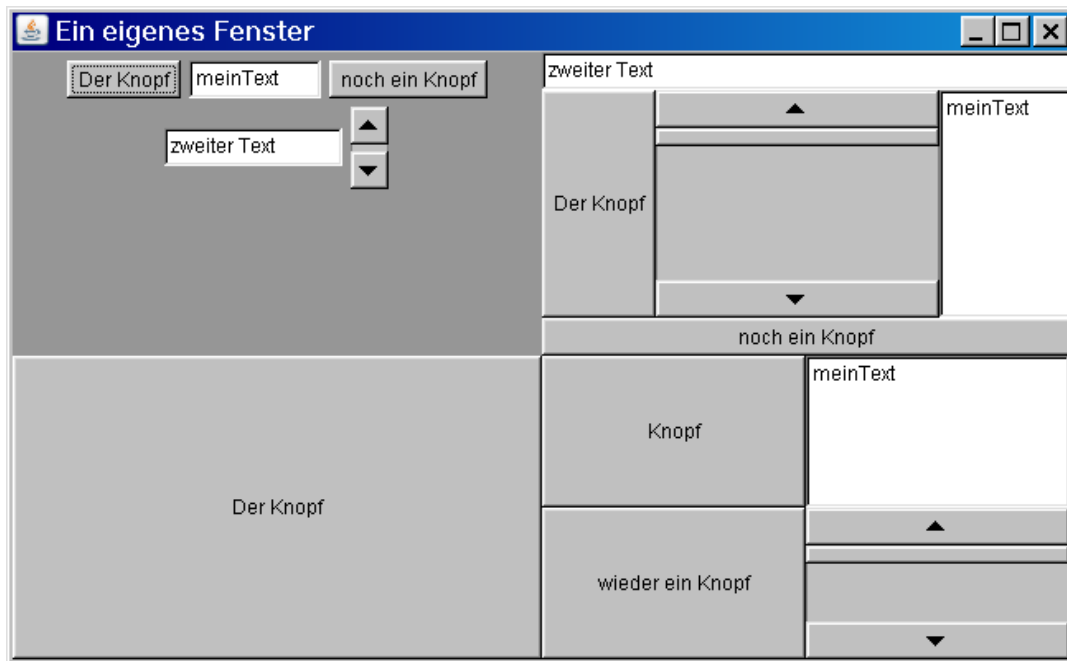 Ein eigenes Fenster
Der Knopf meinText noch ein Knopf
zweiter Text
zweiter Text
Der Knopf
meinText
noch ein Knopf
Der Knopf
Knopf
meinText
wieder ein Knopf